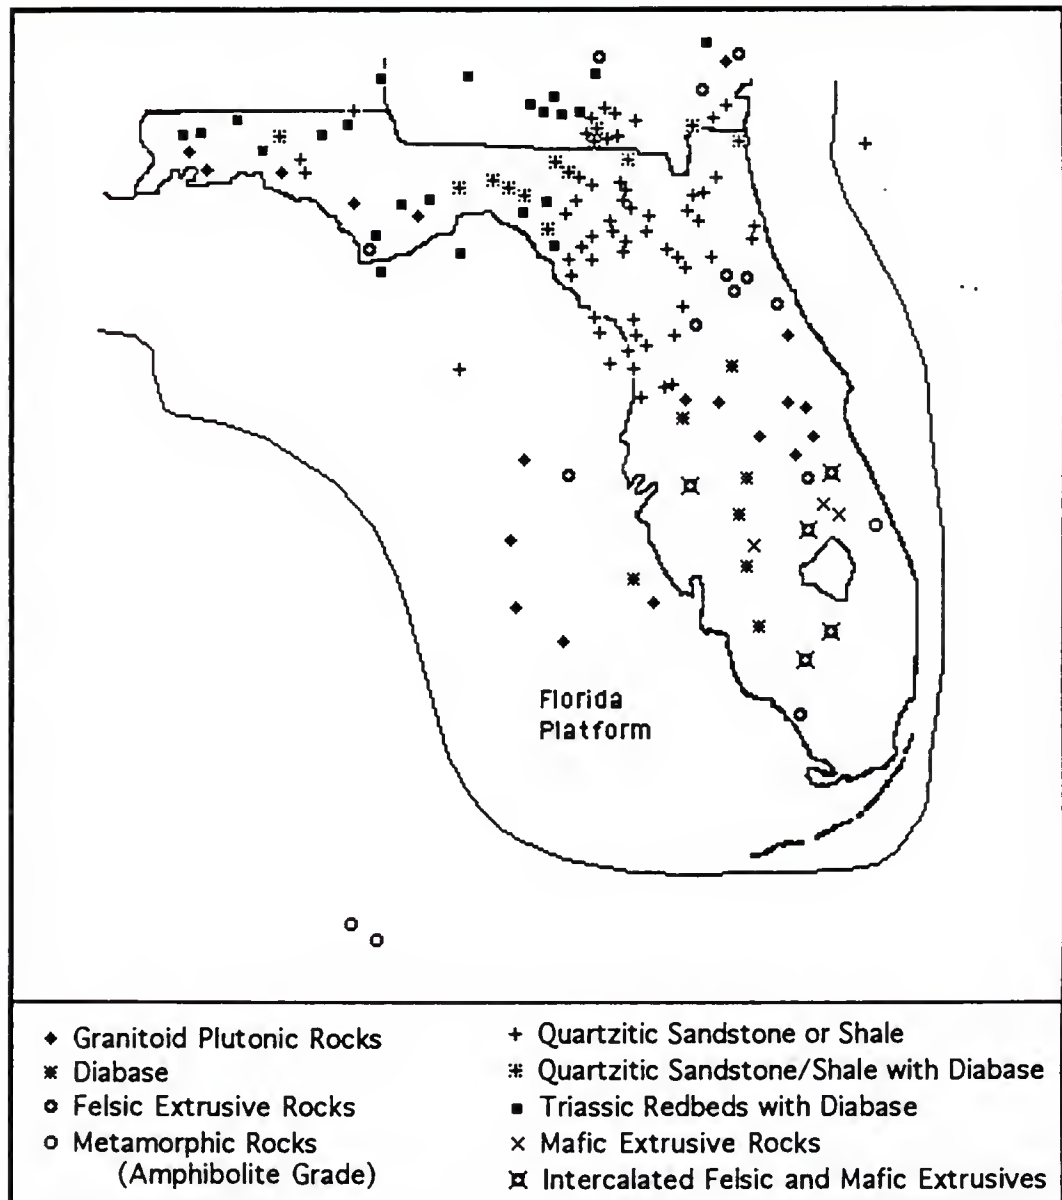 Florida
Platform
Granitoid Plutonic Rocks
Diabase
Felsic Extrusive Rocks
Metamorphic Rocks
(Amphibolite Grade)
Quartzitic Sandstone or Shale
Quartzitic Sandstone/Shale with Diabase
Triassic Redbeds with Diabase
Mafic Extrusive Rocks
Intercalated Felsic and Mafic Extrusives